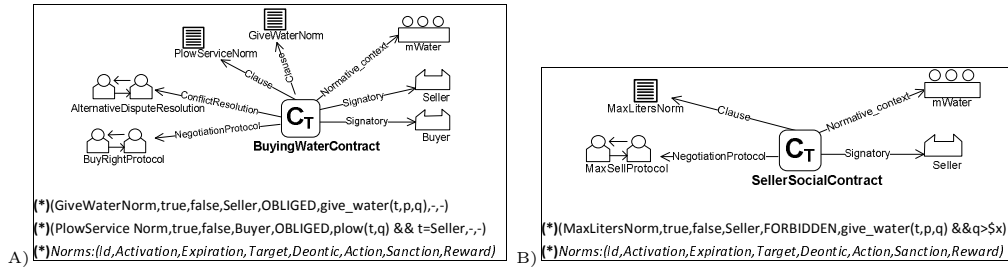 GiveWaterNorm
PlowServiceNorm
mWater
Clause
Clause
Normative_context
Seller
AlternativeDisputeResolution
ConflictResolution
Signatory
CT
Signatory
Buyer
NegotiationProtocol
BuyRightProtocol
BuyingWaterContract
(*)(GiveWaterNorm,true,false,Seller,OBLIGED,give_water(t,p,q),-,-)
(*)(PlowService Norm,true,false,Buyer,OBLIGED,plow(t,q) && t=Seller,-,-)
(*)Norms:(Id,Activation,Expiration,Target,Deontic,Action,Sanction,Reward)
A)
MaxLitersNorm
mWater
Clause
Normative_context
CT
NegotiationProtocol
Signatory
MaxSellProtocol
Seller
SellerSocialContract
(*)(MaxLitersNorm,true,false,Seller,FORBIDDEN,give_water(t,p,q) &&q>$x)
(*)Norms:(Id,Activation,Expiration,Target,Deontic,Action,Sanction,Reward)
B)